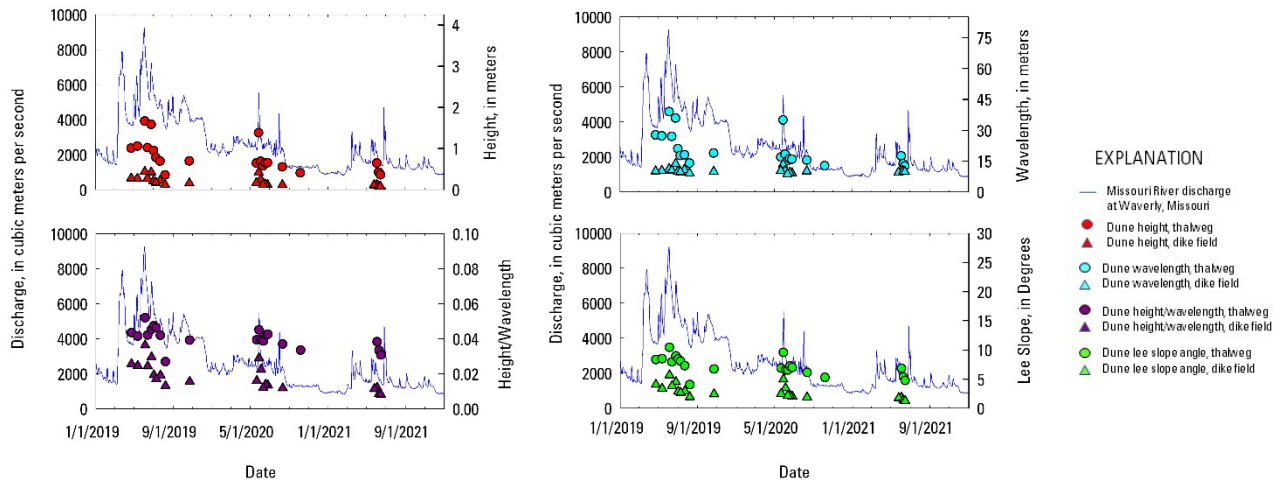 10000
8000
6000
4000
2000
0
4
3
2
1
0
Height, in meters
10000
8000
6000
4000
2000
0
75
60
45
30
15
0
Wavelength, in meters
Discharge, in cubic meters per second
10000
8000
6000
4000
2000
0
0.10
0.08
0.06
0.04
0.02
0.00
Height/Wavelength
1/1/2019 9/1/2019 5/1/2020 1/1/2021 9/1/2021
Date
Discharge, in cubic meters per second
10000
8000
6000
4000
2000
0
30
25
20
15
10
5
0
Lee Slope, in Degrees
1/1/2019 9/1/2019 5/1/2020 1/1/2021 9/1/2021
Date
EXPLANATION
Missouri River discharge
at Waverly, Missouri
Dune height, thalweg
Dune height, dike field
Dune wavelength, thalweg
Dune wavelength, dike field
Dune height/wavelength, thalweg
Dune height/wavelength, dike field
Dune lee slope angle, thalweg
Dune lee slope angle, dike field